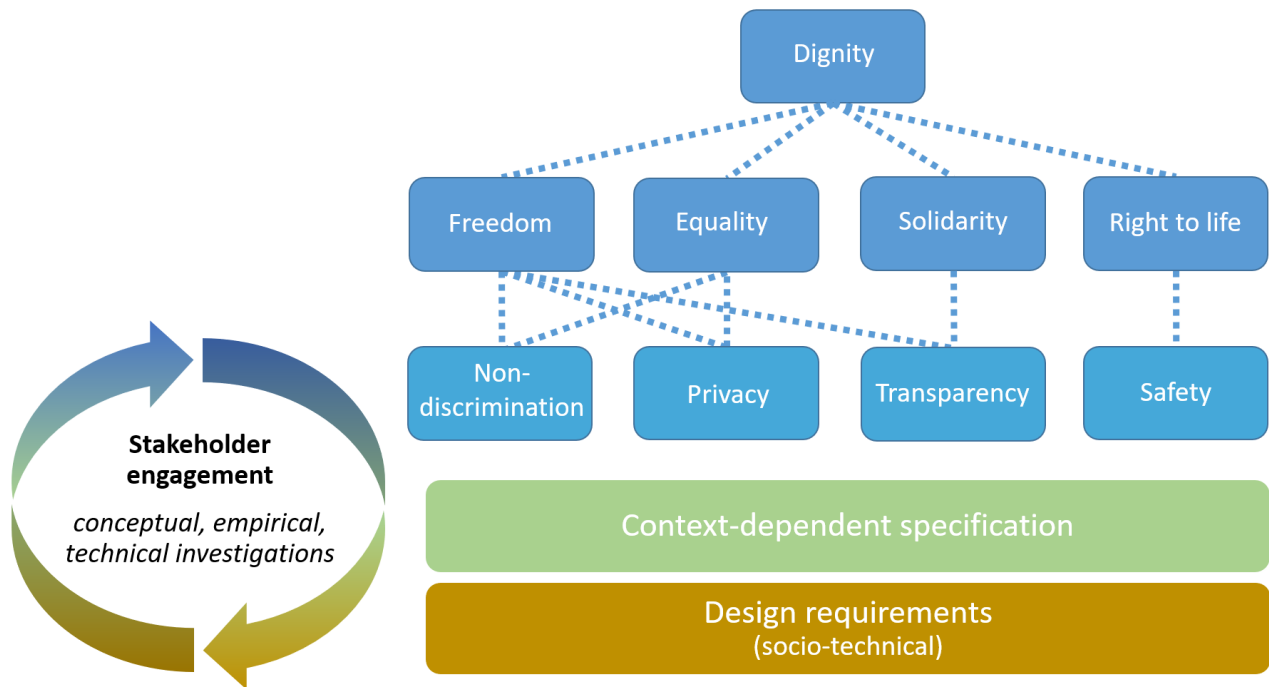 Dignity
Freedom
Equality
Solidarity
Right to life
Non-
discrimination
Privacy
Transparency
Safety
Stakeholder
engagement
conceptual, empirical,
technical investigations
Context-dependent specification
Design requirements
(socio-technical)